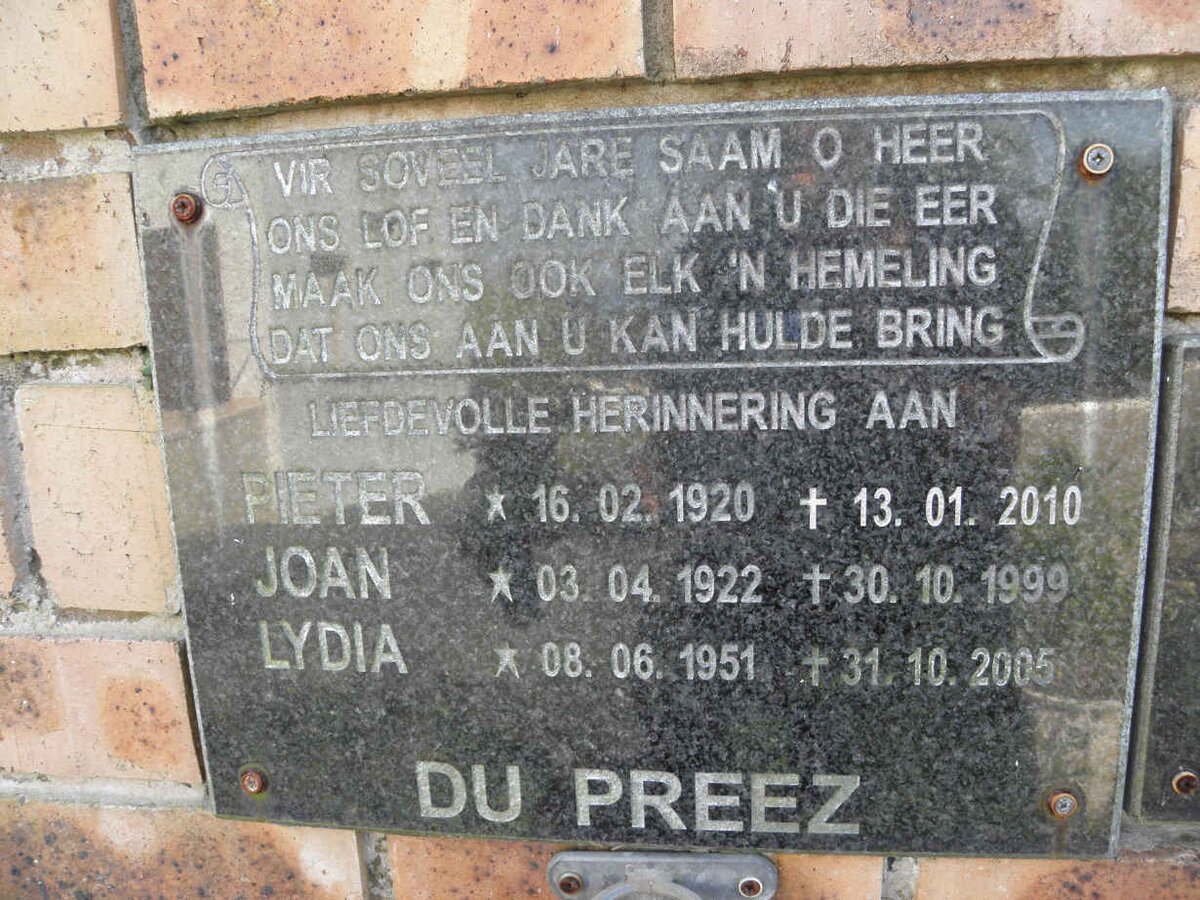 VIR SOVEEL JARE SAAM, O HEER
ONS LOF EN DANK AAN U DIE EER
MAAK ONS OOK ELK 'N HEMELING
DAT ONS AAN U KAN HULDE BRING
LIEFDEVOLLE HERINNERING AAN
PIETER ★ 16. 02. 1920 ✝ 13. 01. 2010
JOAN ★ 03. 04. 1922 ✝ 30. 10. 1999
LYDIA ★ 08. 06. 1951 ✝ 31. 10. 2005
DU PREEZ